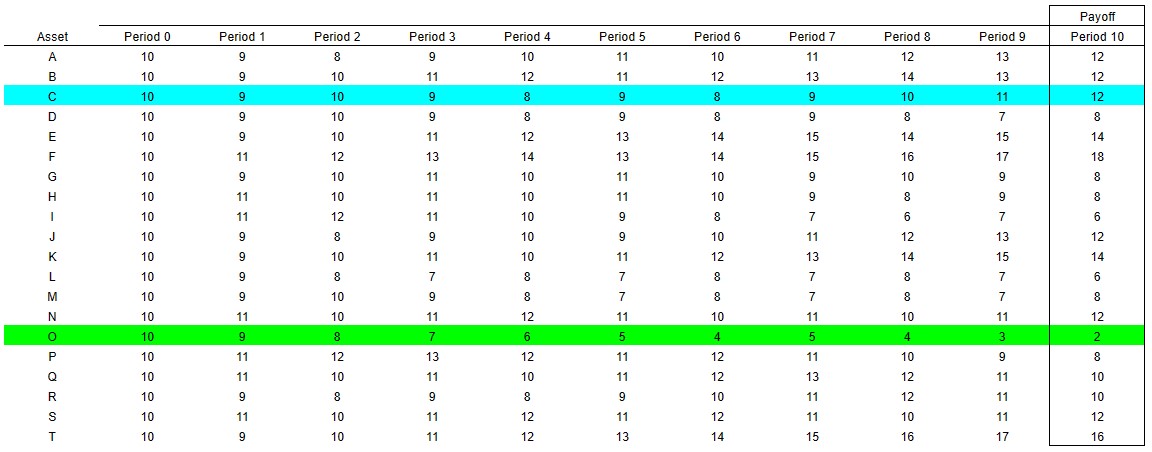 Payoff
Asset Period 0 Period 1 Period 2 Period 3 Period 4 Period 5 Period 6 Period 7 Period 8 Period 9 Period 10
A 10 9 8 9 10 11 10 11 12 13 12
B 10 9 10 11 12 11 12 13 14 13 12
C 10 9 10 9 8 9 8 9 10 11 12
D 10 9 10 9 8 9 8 9 8 7 8
E 10 9 10 11 12 13 14 15 14 15 14
F 10 11 12 13 14 13 14 15 16 17 18
G 10 9 10 11 10 11 10 9 10 9 8
H 10 11 10 11 10 11 10 9 8 9 8
I 10 11 12 11 10 9 8 7 6 7 6
J 10 9 8 9 10 9 10 11 12 13 12
K 10 9 10 11 10 11 12 13 14 15 14
L 10 9 8 7 8 7 8 7 8 7 6
M 10 9 10 9 8 7 8 7 8 7 8
N 10 11 10 11 12 11 10 11 10 11 12
O 10 9 8 7 6 5 4 5 4 3 2
P 10 11 12 13 12 11 12 11 10 9 8
Q 10 11 10 11 10 11 12 13 12 11 10
R 10 9 8 9 8 9 10 11 12 11 10
S 10 11 10 11 12 11 12 11 10 11 12
T 10 9 10 11 12 13 14 15 16 17 16